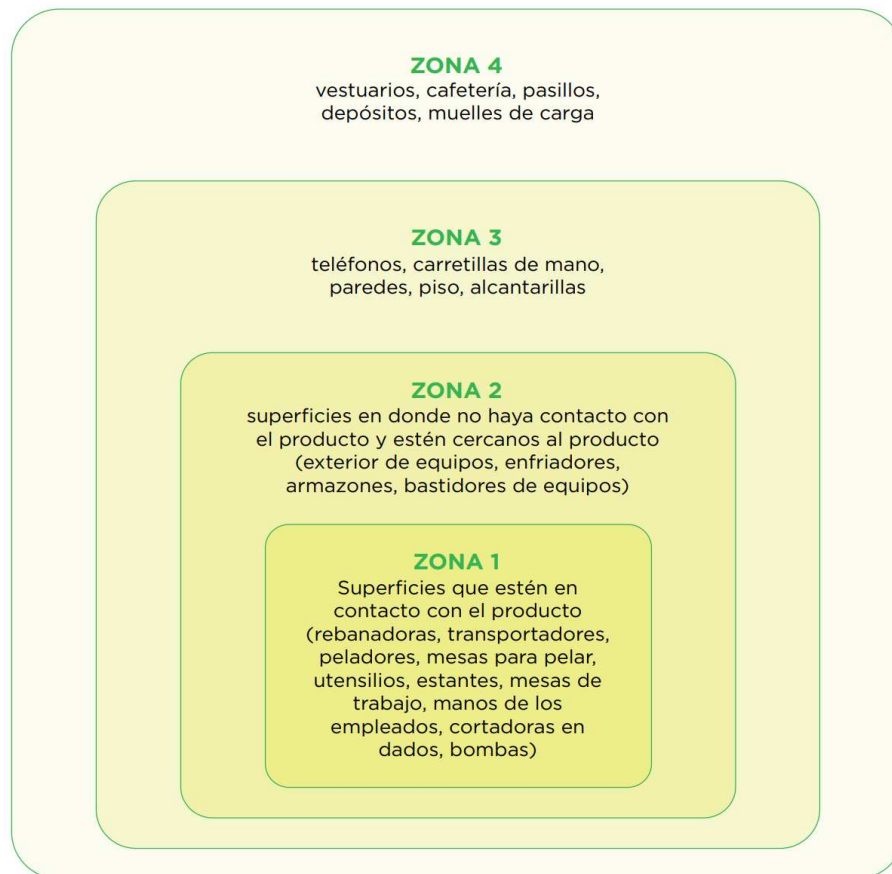 ZONA 4
vestuarios, cafetería, pasillos,
depósitos, muelles de carga
ZONA 3
teléfonos, carretillas de mano,
paredes, piso, alcantarillas
ZONA 2
superficies en donde no haya contacto con
el producto y estén cercanos al producto
(exterior de equipos, enfriadores,
armazones, bastidores de equipos)
ZONA 1
Superficies que estén en
contacto con el producto
(rebanadoras, transportadores,
peladores, mesas para pelar,
utensilios, estantes, mesas de
trabajo, manos de los
empleados, cortadoras en
dados, bombas)